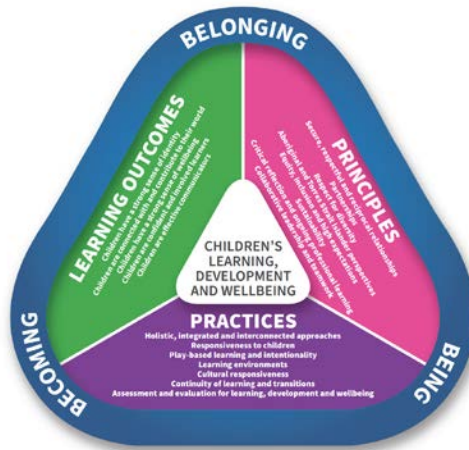 BELONGING
LEARNING OUTCOMES
Children have a strong sense of identity
Children are connected with and contribute to their world
Children have a strong sense of wellbeing
Children are confident and involved learners
Children are effective communicators
PRINCIPLES
Secure, respectful and reciprocal relationships
Partnerships
Respect for diversity
Aboriginal and Torres Strait Islander perspectives
Equity, inclusion and high expectations
Sustainability
Critical reflection and ongoing professional learning
Collaborative leadership and teamwork
CHILDREN'S
LEARNING,
DEVELOPMENT
AND WELLBEING
PRACTICES
Holistic, integrated and interconnected approaches
Responsiveness to children
Play-based learning and intentionality
Learning environments
Cultural responsiveness
Continuity of learning and transitions
Assessment and evaluation for learning, development and wellbeing
BECOMING
BEING